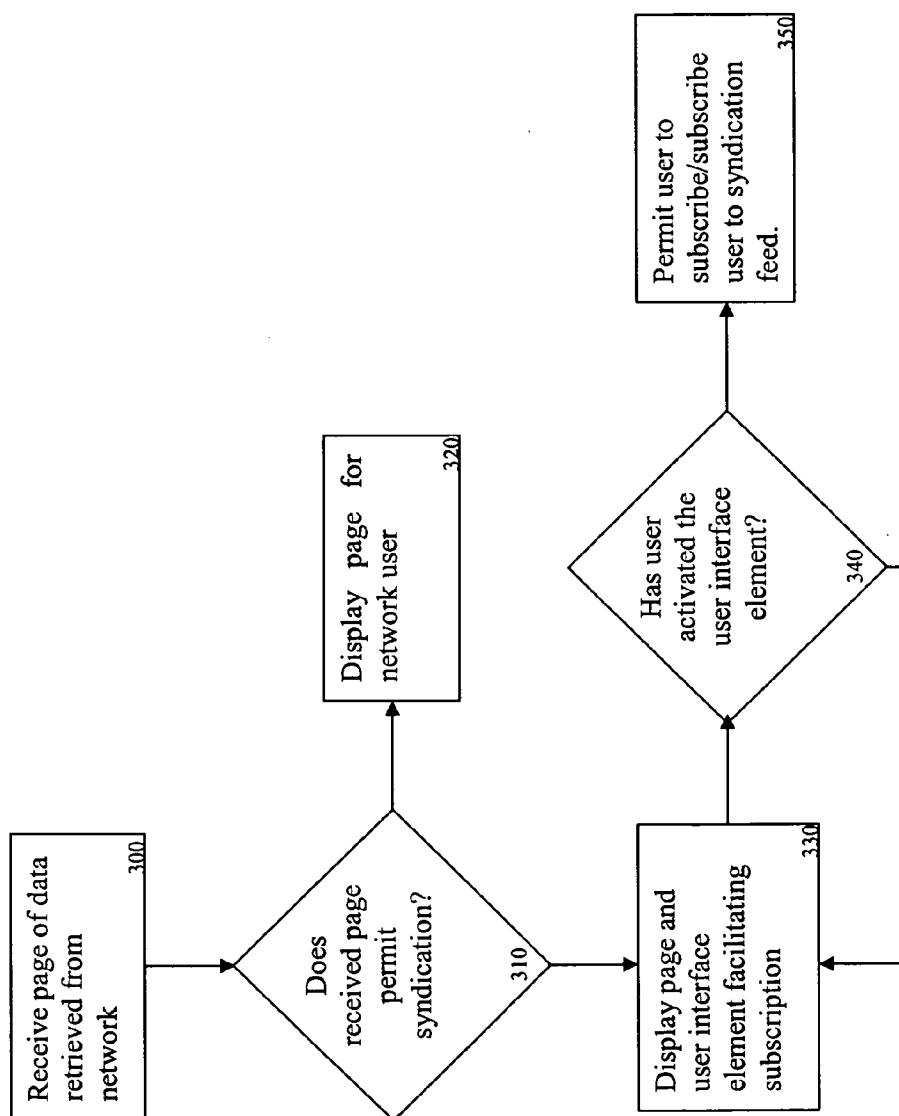 Receive page of data
retrieved from
network
300
Does
received page
permit
syndication?
310
Display page for
network user
320
Display page and
user interface
element facilitating
subscription
330
Has user
activated the
user interface
element?
340
Permit user to
subscribe/subscribe
user to syndication
feed.
350